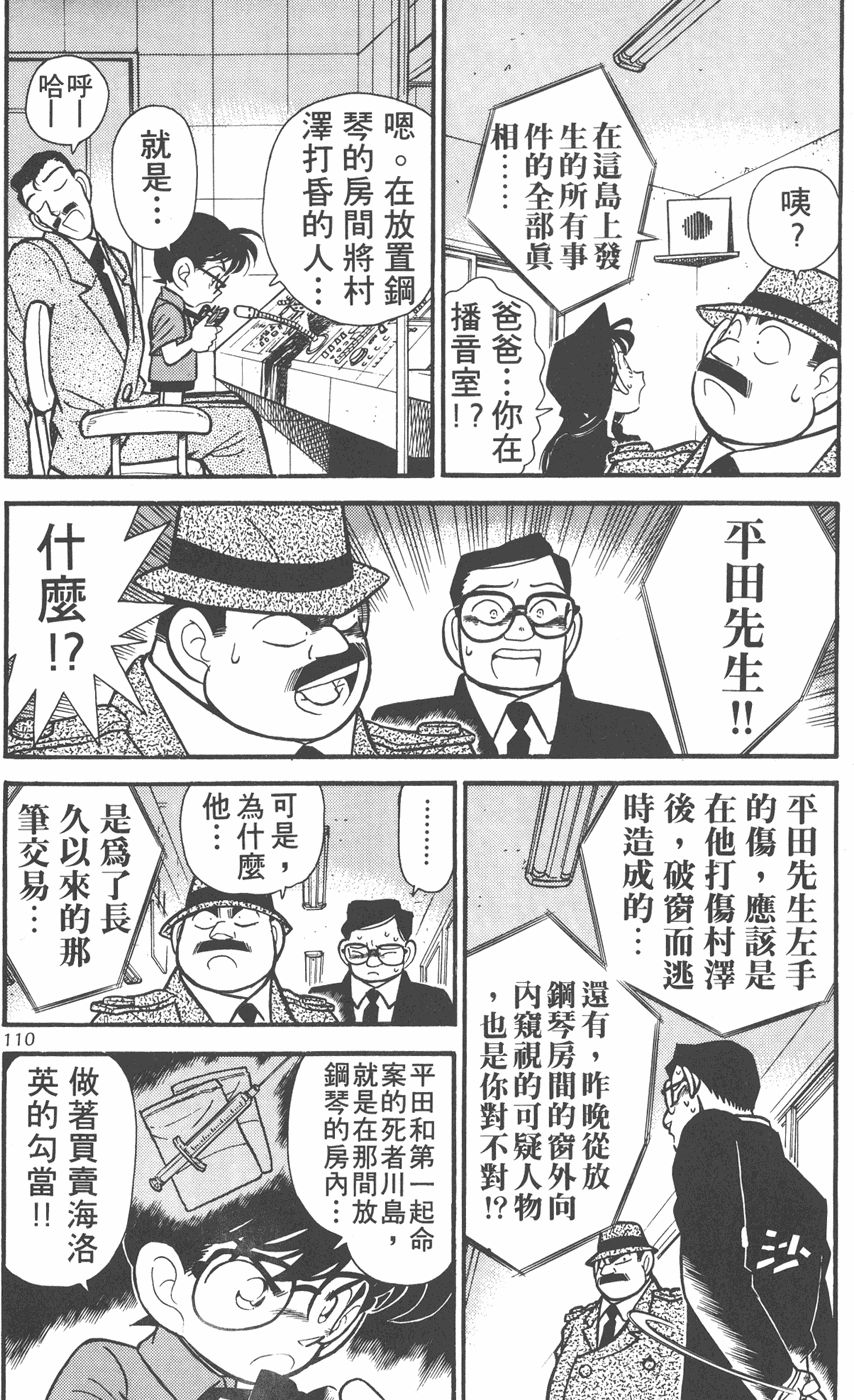 咦？
在這島上發
生的所有事
件的全部眞
相……
爸爸…你在
播音室
!?
嗯。在放置鋼
琴的房間將村
澤打昏的人…
就是…
呼——
哈——
平田先生!!
什麼!?
平田先生左手
的傷，應該是
在他打傷村澤
後，破窗而逃
時造成的…
還有，昨晚從放
鋼琴房間的窗外向
內窺視的可疑人物
，也是你對不對!?
沙
………
可是，
為什麼
他…
是爲了長
久以來的那
筆交易…
平田和第一起命
案的死者川島，
就是在那間放
鋼琴的房內…
做著買賣海洛
英的勾當!!
110